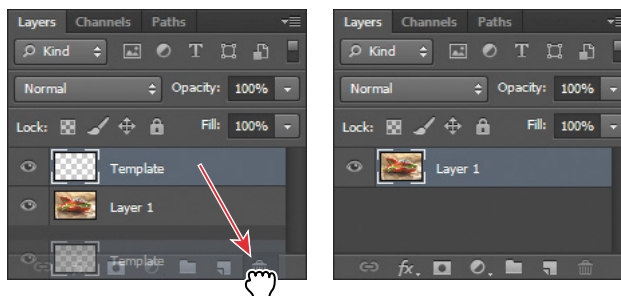 Layers Channels Paths
Kind T
Normal Opacity: 100%
Lock: Fill: 100%
Template
Layer 1
Template
fx
Layers Channels Paths
Kind T
Normal Opacity: 100%
Lock: Fill: 100%
Layer 1
fx